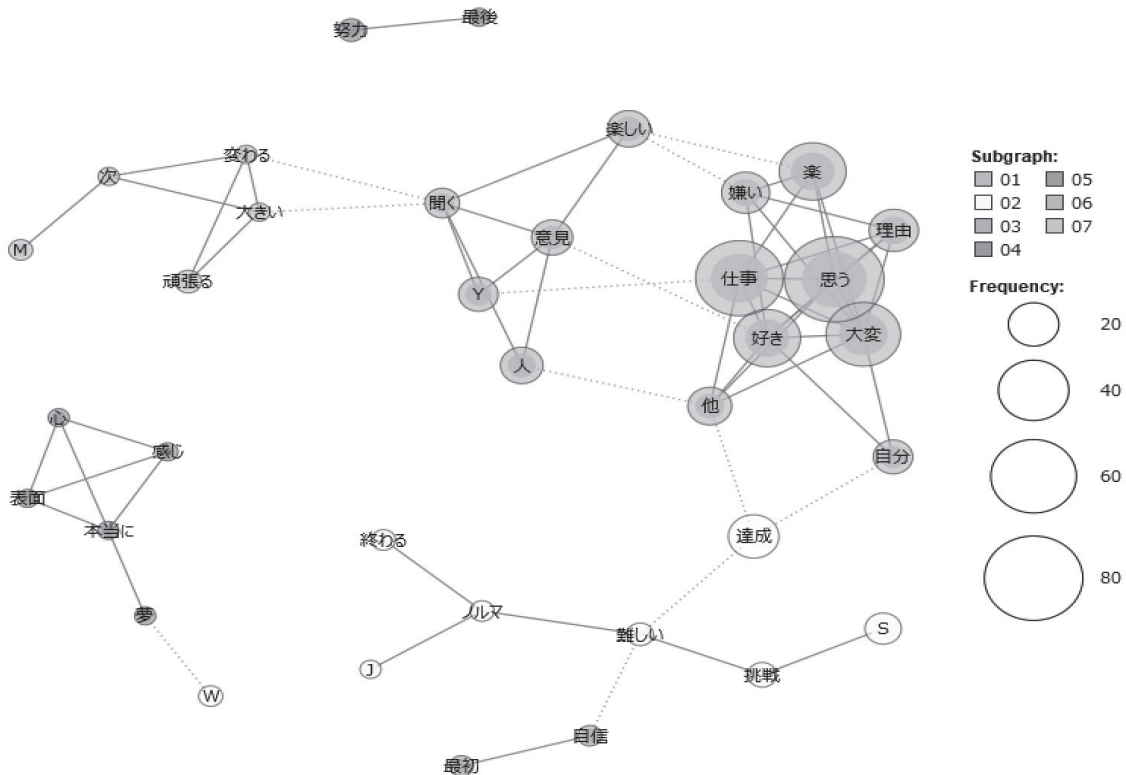 最後
努力
楽しい
変わる
楽
次
嫌い
聞く
大きい
理由
意見
M
頑張る
仕事
思う
Y
好き
大変
人
他
心
感じ
自分
表面
本当に
達成
終わる
夢
ノルマ
難しい
S
J
挑戦
W
自信
最初
Subgraph:
01 05
02 06
03 07
04
Frequency:
20
40
60
80